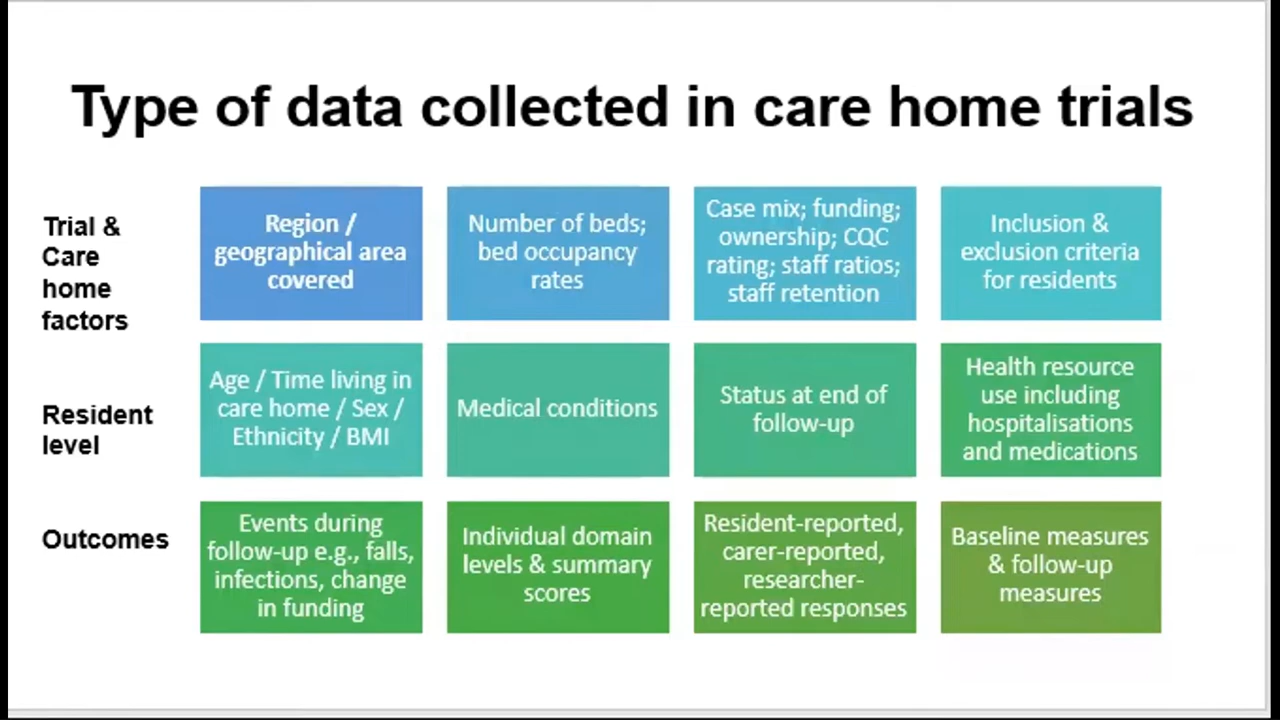 Type of data collected in care home trials
Trial &
Care
home
factors
Region /
geographical area
covered
Number of beds;
bed occupancy
rates
Case mix; funding;
ownership; CQC
rating; staff ratios;
staff retention
Inclusion &
exclusion criteria
for residents
Resident
level
Age / Time living in
care home / Sex /
Ethnicity / BMI
Medical conditions
Status at end of
follow-up
Health resource
use including
hospitalisations
and medications
Outcomes
Events during
follow-up e.g., falls,
infections, change
in funding
Individual domain
levels & summary
scores
Resident-reported,
carer-reported,
researcher-
reported responses
Baseline measures
& follow-up
measures